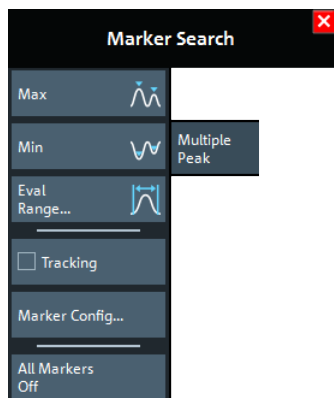 Marker Search
Max
Min
Multiple
Peak
Eval
Range...
Tracking
Marker Config...
All Markers
Off